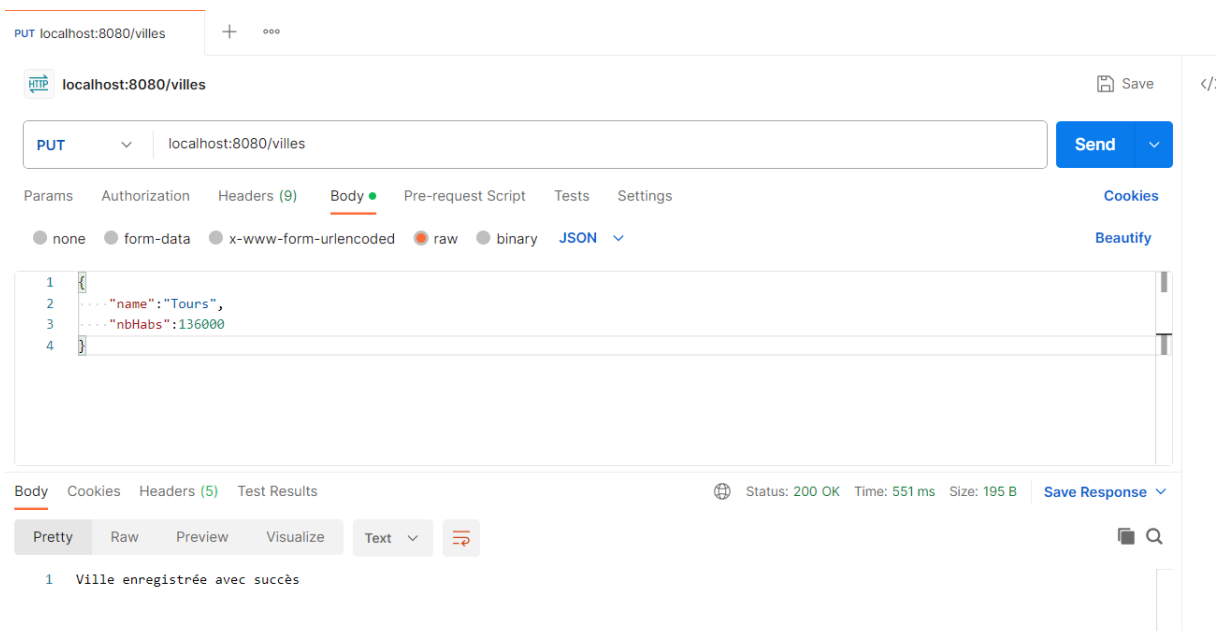 PUT localhost:8080/villes
HTTP localhost:8080/villes Save </>
PUT localhost:8080/villes Send
Params Authorization Headers (9) Body Pre-request Script Tests Settings Cookies
none form-data x-www-form-urlencoded raw binary JSON Beautify
1 {
2 "name":"Tours",
3 "nbHabs":136000
4 }
Body Cookies Headers (5) Test Results Status: 200 OK Time: 551 ms Size: 195 B Save Response
Pretty Raw Preview Visualize Text
1 Ville enregistrée avec succès